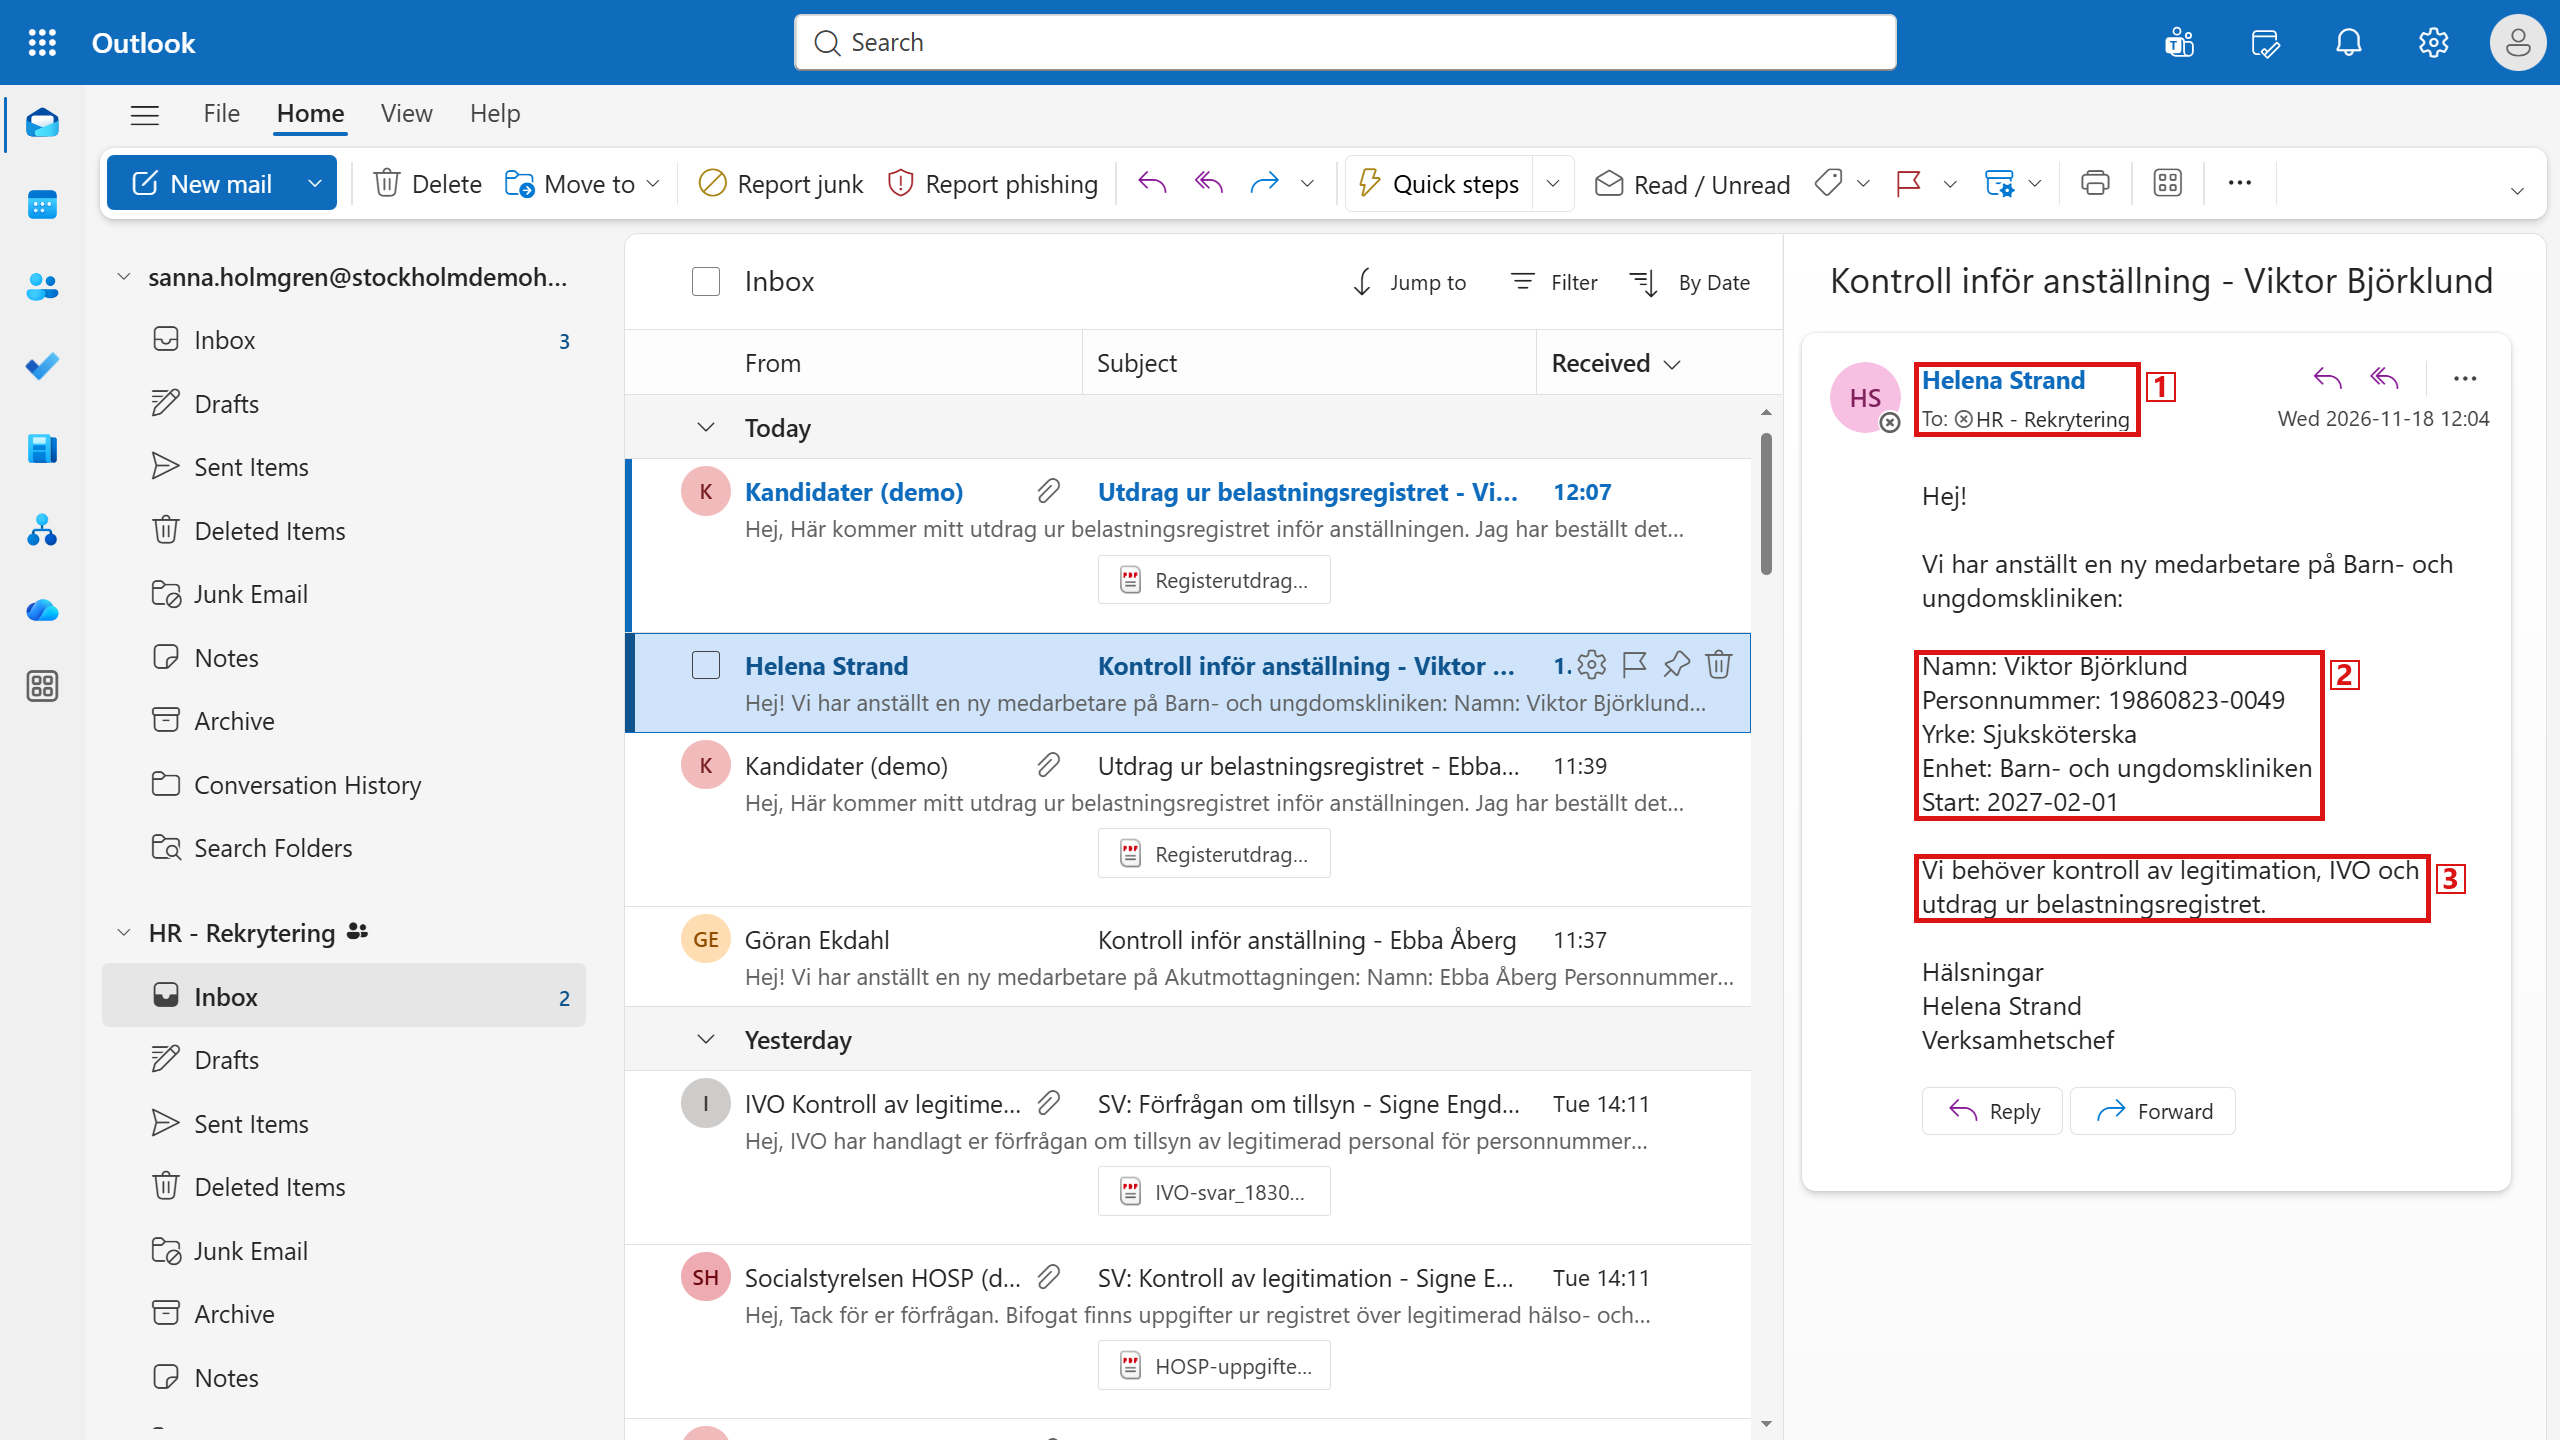 Outlook
Search
File Home View Help
New mail Delete Move to Report junk Report phishing Quick steps Read / Unread
sanna.holmgren@stockholmdemoh...
Inbox 3
Drafts
Sent Items
Deleted Items
Junk Email
Notes
Archive
Conversation History
Search Folders
HR - Rekrytering
Inbox 2
Drafts
Sent Items
Deleted Items
Junk Email
Archive
Notes
Inbox Jump to Filter By Date
From Subject Received
Today
K Kandidater (demo) Utdrag ur belastningsregistret - Vi... 12:07
Hej, Här kommer mitt utdrag ur belastningsregistret inför anställningen. Jag har beställt det...
PDF Registerutdrag...
Helena Strand Kontroll inför anställning - Viktor ... 1.
Hej! Vi har anställt en ny medarbetare på Barn- och ungdomskliniken: Namn: Viktor Björklund...
K Kandidater (demo) Utdrag ur belastningsregistret - Ebba... 11:39
Hej, Här kommer mitt utdrag ur belastningsregistret inför anställningen. Jag har beställt det...
PDF Registerutdrag...
GE Göran Ekdahl Kontroll inför anställning - Ebba Åberg 11:37
Hej! Vi har anställt en ny medarbetare på Akutmottagningen: Namn: Ebba Åberg Personnummer...
Yesterday
I IVO Kontroll av legitime... SV: Förfrågan om tillsyn - Signe Engd... Tue 14:11
Hej, IVO har handlagt er förfrågan om tillsyn av legitimerad personal för personnummer...
PDF IVO-svar_1830...
SH Socialstyrelsen HOSP (d... SV: Kontroll av legitimation - Signe E... Tue 14:11
Hej, Tack för er förfrågan. Bifogat finns uppgifter ur registret över legitimerad hälso- och...
PDF HOSP-uppgifte...
Kontroll inför anställning - Viktor Björklund
HS Helena Strand 1
To: HR - Rekrytering Wed 2026-11-18 12:04
Hej!
Vi har anställt en ny medarbetare på Barn- och
ungdomskliniken:
Namn: Viktor Björklund 2
Personnummer: 19860823-0049
Yrke: Sjuksköterska
Enhet: Barn- och ungdomskliniken
Start: 2027-02-01
Vi behöver kontroll av legitimation, IVO och 3
utdrag ur belastningsregistret.
Hälsningar
Helena Strand
Verksamhetschef
Reply Forward